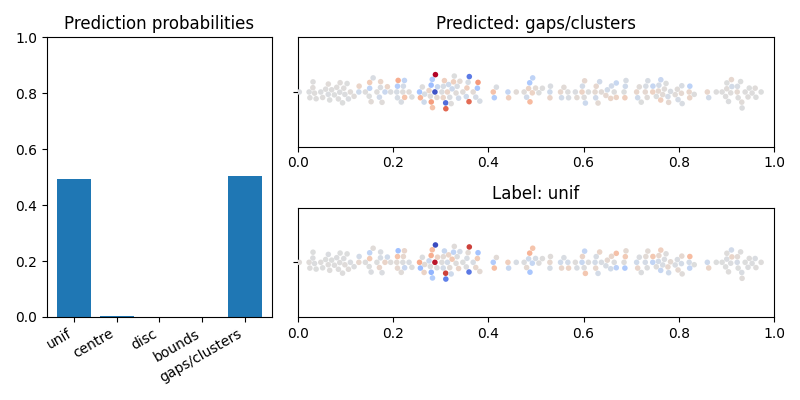 Prediction probabilities
1.0
0.8
0.6
0.4
0.2
0.0
unif
centre
disc
bounds
gaps/clusters
Predicted: gaps/clusters
0.0 0.2 0.4 0.6 0.8 1.0
Label: unif
0.0 0.2 0.4 0.6 0.8 1.0